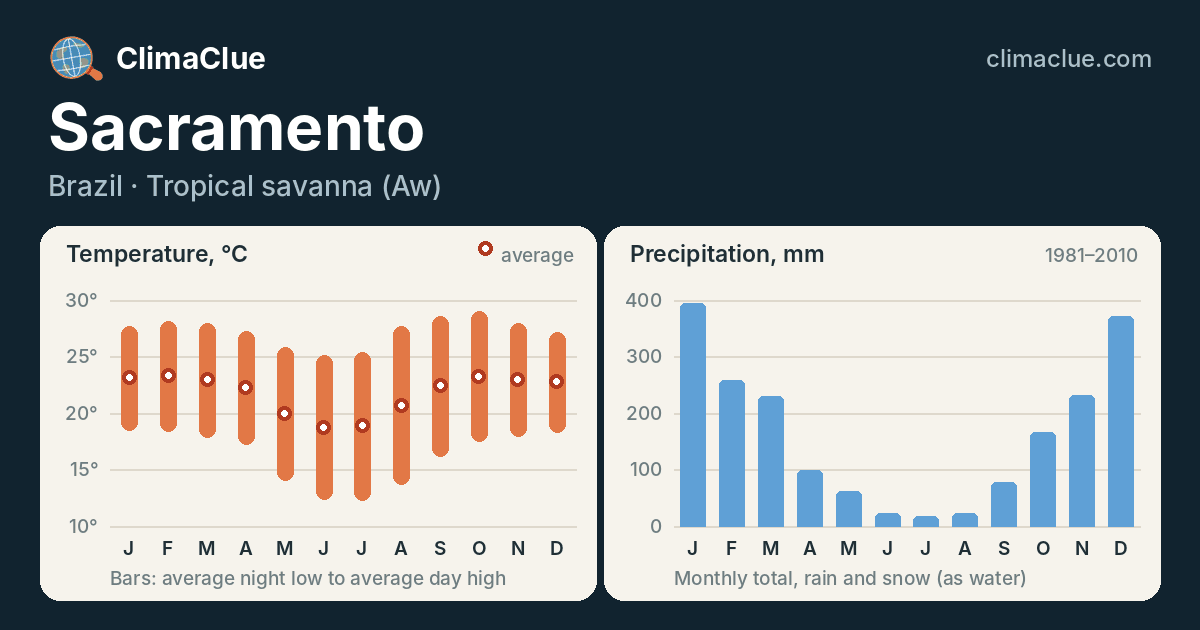 ClimaClue
climaclue.com
Sacramento
Brazil · Tropical savanna (Aw)
Temperature, °C
average
30°
25°
20°
15°
10°
J F M A M J J A S O N D
Bars: average night low to average day high
Precipitation, mm
1981–2010
400
300
200
100
0
J F M A M J J A S O N D
Monthly total, rain and snow (as water)